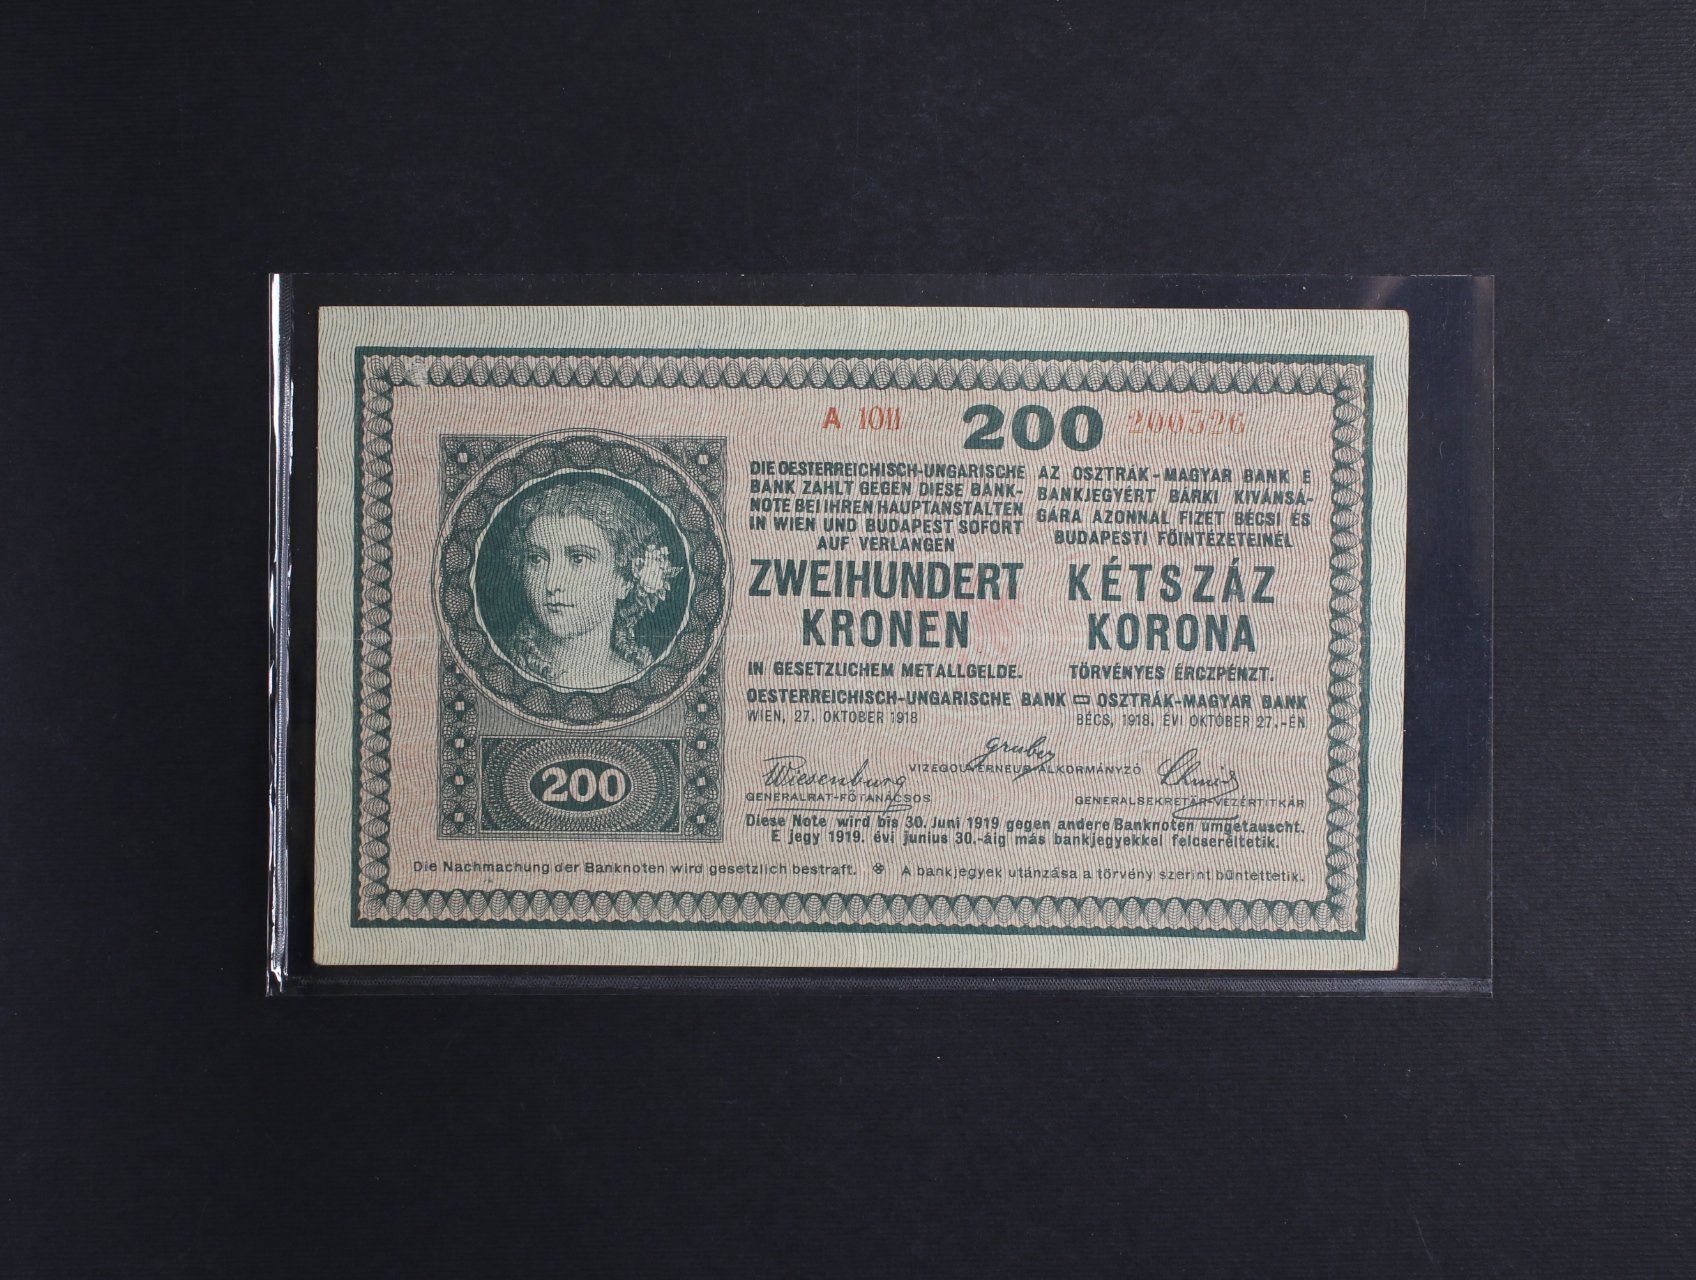 A 1011 200 200526
DIE OESTERREICHISCH-UNGARISCHE
BANK ZAHLT GEGEN DIESE BANK-
NOTE BEI IHREN HAUPTANSTALTEN
IN WIEN UND BUDAPEST SOFORT
AUF VERLANGEN
ZWEIHUNDERT
KRONEN
IN GESETZLICHEM METALLGELDE.
AZ OSZTRÁK-MAGYAR BANK E
BANKJEGYÉRT BÁRKI KIVÁNSÁ-
GÁRA AZONNAL FIZET BÉCSI ÉS
BUDAPESTI FŐINTÉZETEINÉL
KÉTSZÁZ
KORONA
TÖRVÉNYES ÉRCZPÉNZT.
OESTERREICHISCH-UNGARISCHE BANK OSZTRÁK-MAGYAR BANK
WIEN, 27. OKTOBER 1918 BÉCS, 1918. ÉVI OKTÓBER 27.-ÉN
Wiesenburg
GENERALRAT-FŐTANÁCSOS
Gruber
VIZEGOUVERNEUR ALKORMÁNYZÓ
Schmid
GENERALSEKRETÄR-VEZÉRTITKÁR
Diese Note wird bis 30. Juni 1919 gegen andere Banknoten umgetauscht.
E jegy 1919. évi junius 30.-áig más bankjegyekkel felcseréltetik.
200
Die Nachmachung der Banknoten wird gesetzlich bestraft. A bankjegyek utánzása a törvény szerint büntettetik.